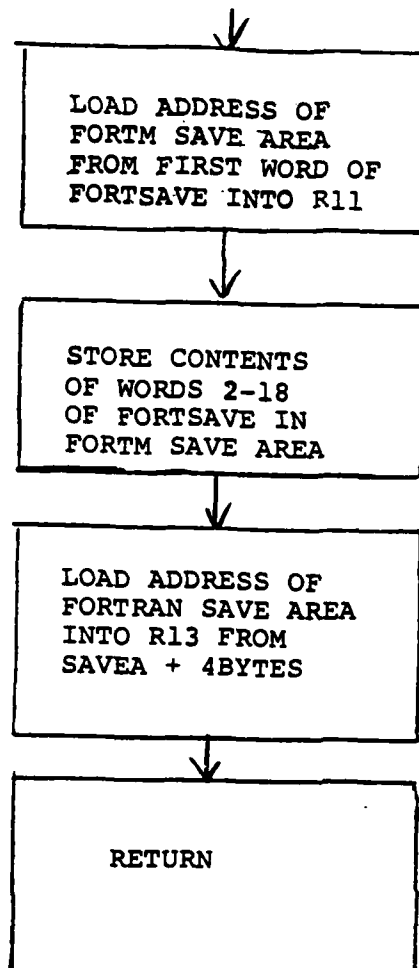 LOAD ADDRESS OF
FORTM SAVE AREA
FROM FIRST WORD OF
FORTSAVE INTO R11
STORE CONTENTS
OF WORDS 2-18
OF FORTSAVE IN
FORTM SAVE AREA
LOAD ADDRESS OF
FORTRAN SAVE AREA
INTO R13 FROM
SAVEA + 4BYTES
RETURN